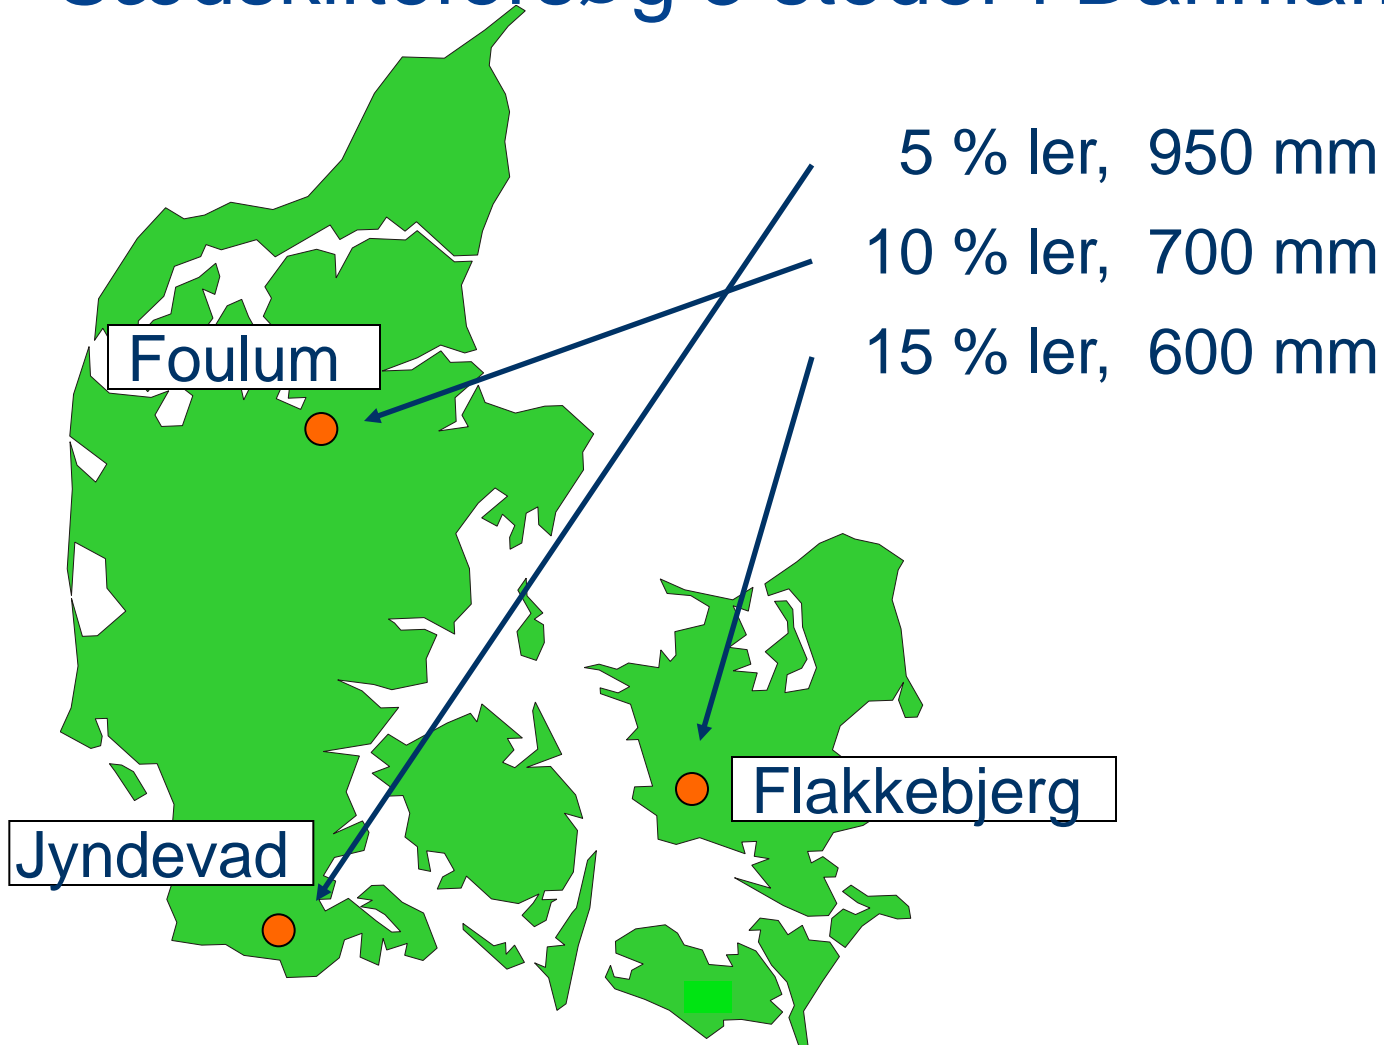 5 % ler, 950 mm
10 % ler, 700 mm
15 % ler, 600 mm
Foulum
Flakkebjerg
Jyndevad